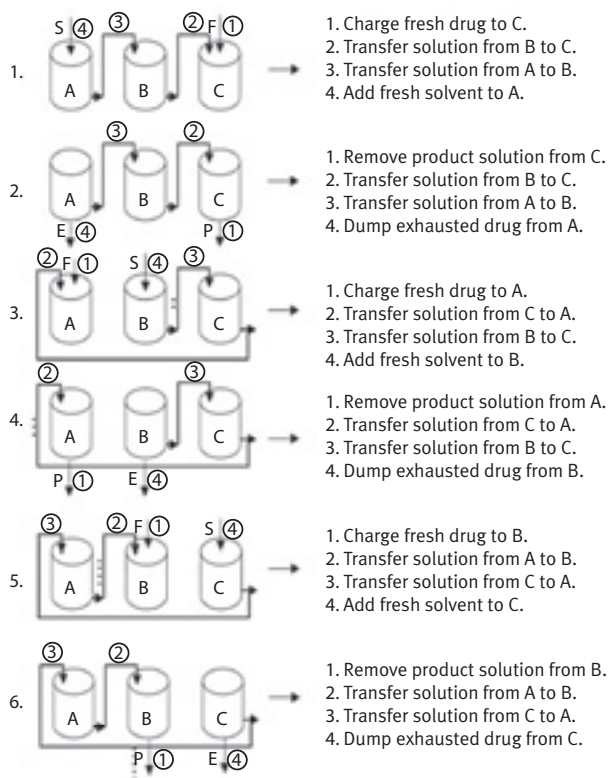 S ④ ③ ② F ①
1. A B C
1. Charge fresh drug to C.
2. Transfer solution from B to C.
3. Transfer solution from A to B.
4. Add fresh solvent to A.
③ ②
2. A B C
E ④ P ①
1. Remove product solution from C.
2. Transfer solution from B to C.
3. Transfer solution from A to B.
4. Dump exhausted drug from A.
② F ① S ④ ③
3. A B C
1. Charge fresh drug to A.
2. Transfer solution from C to A.
3. Transfer solution from B to C.
4. Add fresh solvent to B.
② ③
4. A B C
P ① E ④
1. Remove product solution from A.
2. Transfer solution from C to A.
3. Transfer solution from B to C.
4. Dump exhausted drug from B.
③ ② F ① S ④
5. A B C
1. Charge fresh drug to B.
2. Transfer solution from A to B.
3. Transfer solution from C to A.
4. Add fresh solvent to C.
③ ②
6. A B C
P ① E ④
1. Remove product solution from B.
2. Transfer solution from A to B.
3. Transfer solution from C to A.
4. Dump exhausted drug from C.